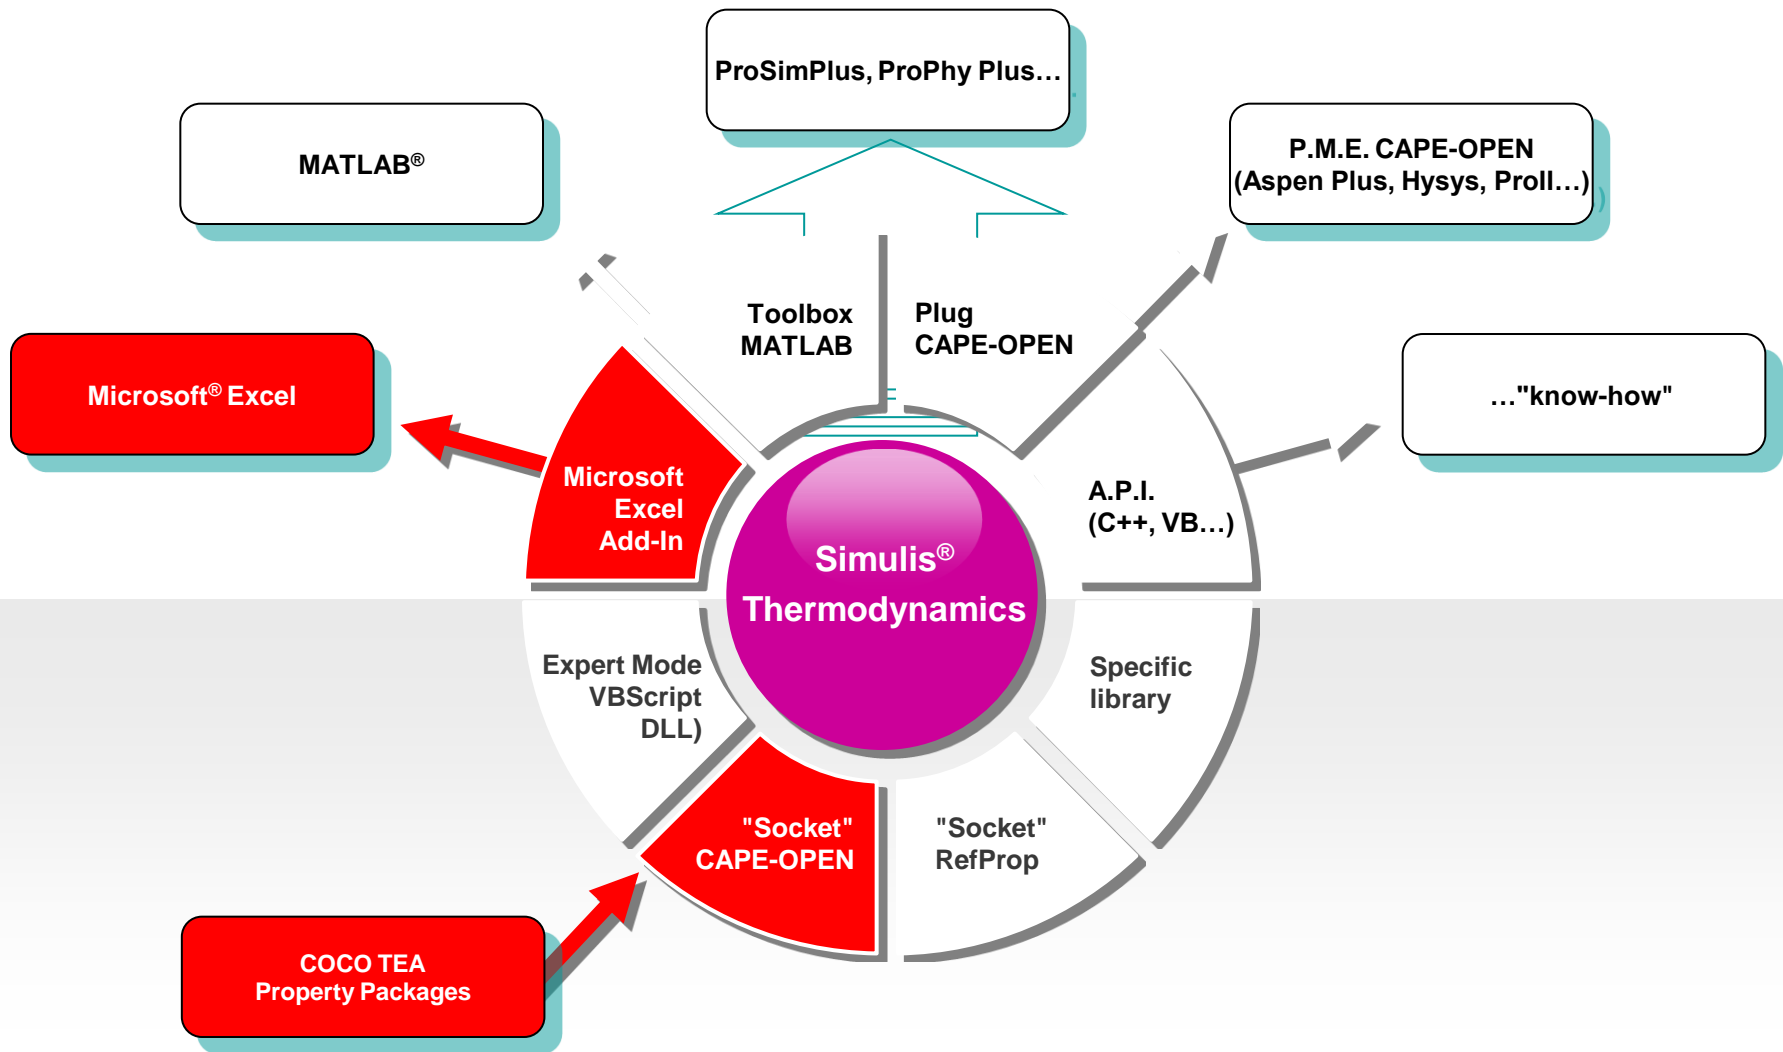 ProSimPlus, ProPhy Plus…
MATLAB®
P.M.E. CAPE-OPEN
(Aspen Plus, Hysys, ProII…)
Microsoft® Excel
…"know-how"
Toolbox
MATLAB
Plug
CAPE-OPEN
Microsoft
Excel
Add-In
A.P.I.
(C++, VB…)
Simulis®
Thermodynamics
Expert Mode
VBScript
DLL)
Specific
library
"Socket"
CAPE-OPEN
"Socket"
RefProp
COCO TEA
Property Packages